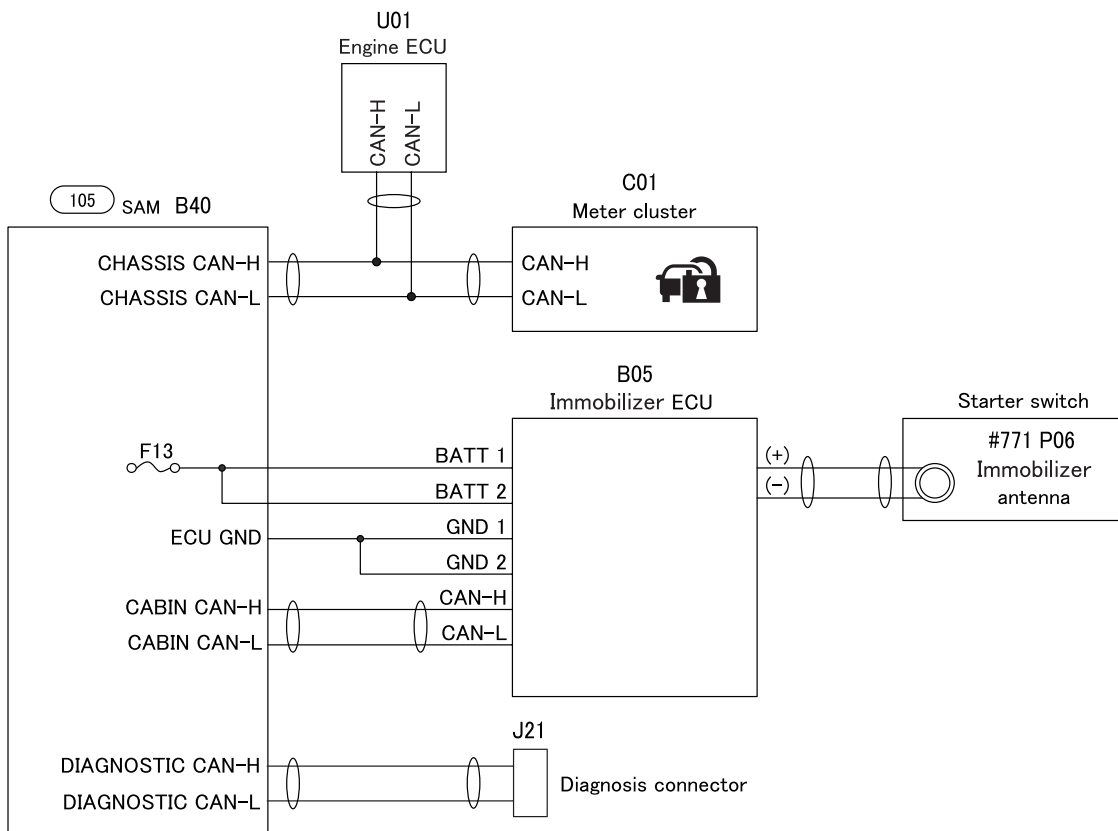 U01
Engine ECU
CAN-H
CAN-L
105
SAM B40
CHASSIS CAN-H
CHASSIS CAN-L
C01
Meter cluster
CAN-H
CAN-L
B05
Immobilizer ECU
Starter switch
#771 P06
Immobilizer
antenna
(+)
(-)
F13
BATT 1
BATT 2
ECU GND
GND 1
GND 2
CABIN CAN-H
CAN-H
CABIN CAN-L
CAN-L
J21
DIAGNOSTIC CAN-H
DIAGNOSTIC CAN-L
Diagnosis connector